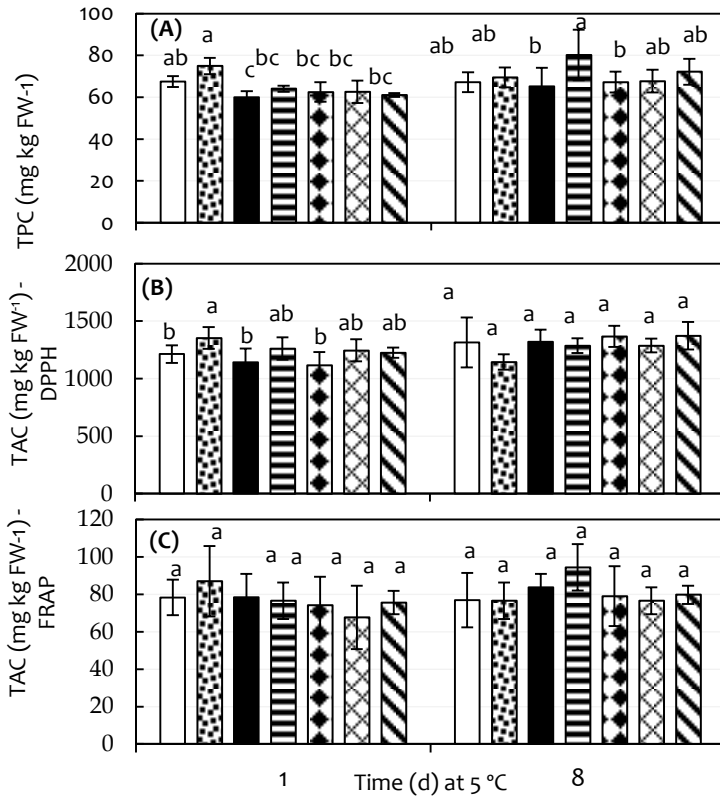 (A)
100
80
60
40
20
0
TPC (mg kg FW-1)
ab a c bc bc bc bc ab ab b a b ab ab
(B)
2000
1500
1000
500
0
TAC (mg kg FW⁻¹) -
DPPH
b a b ab b ab ab a a a a a a a
(C)
120
100
80
60
40
20
0
TAC (mg kg FW-1) -
FRAP
a a a a a a a a a a a a a a
1 Time (d) at 5 ºC 8